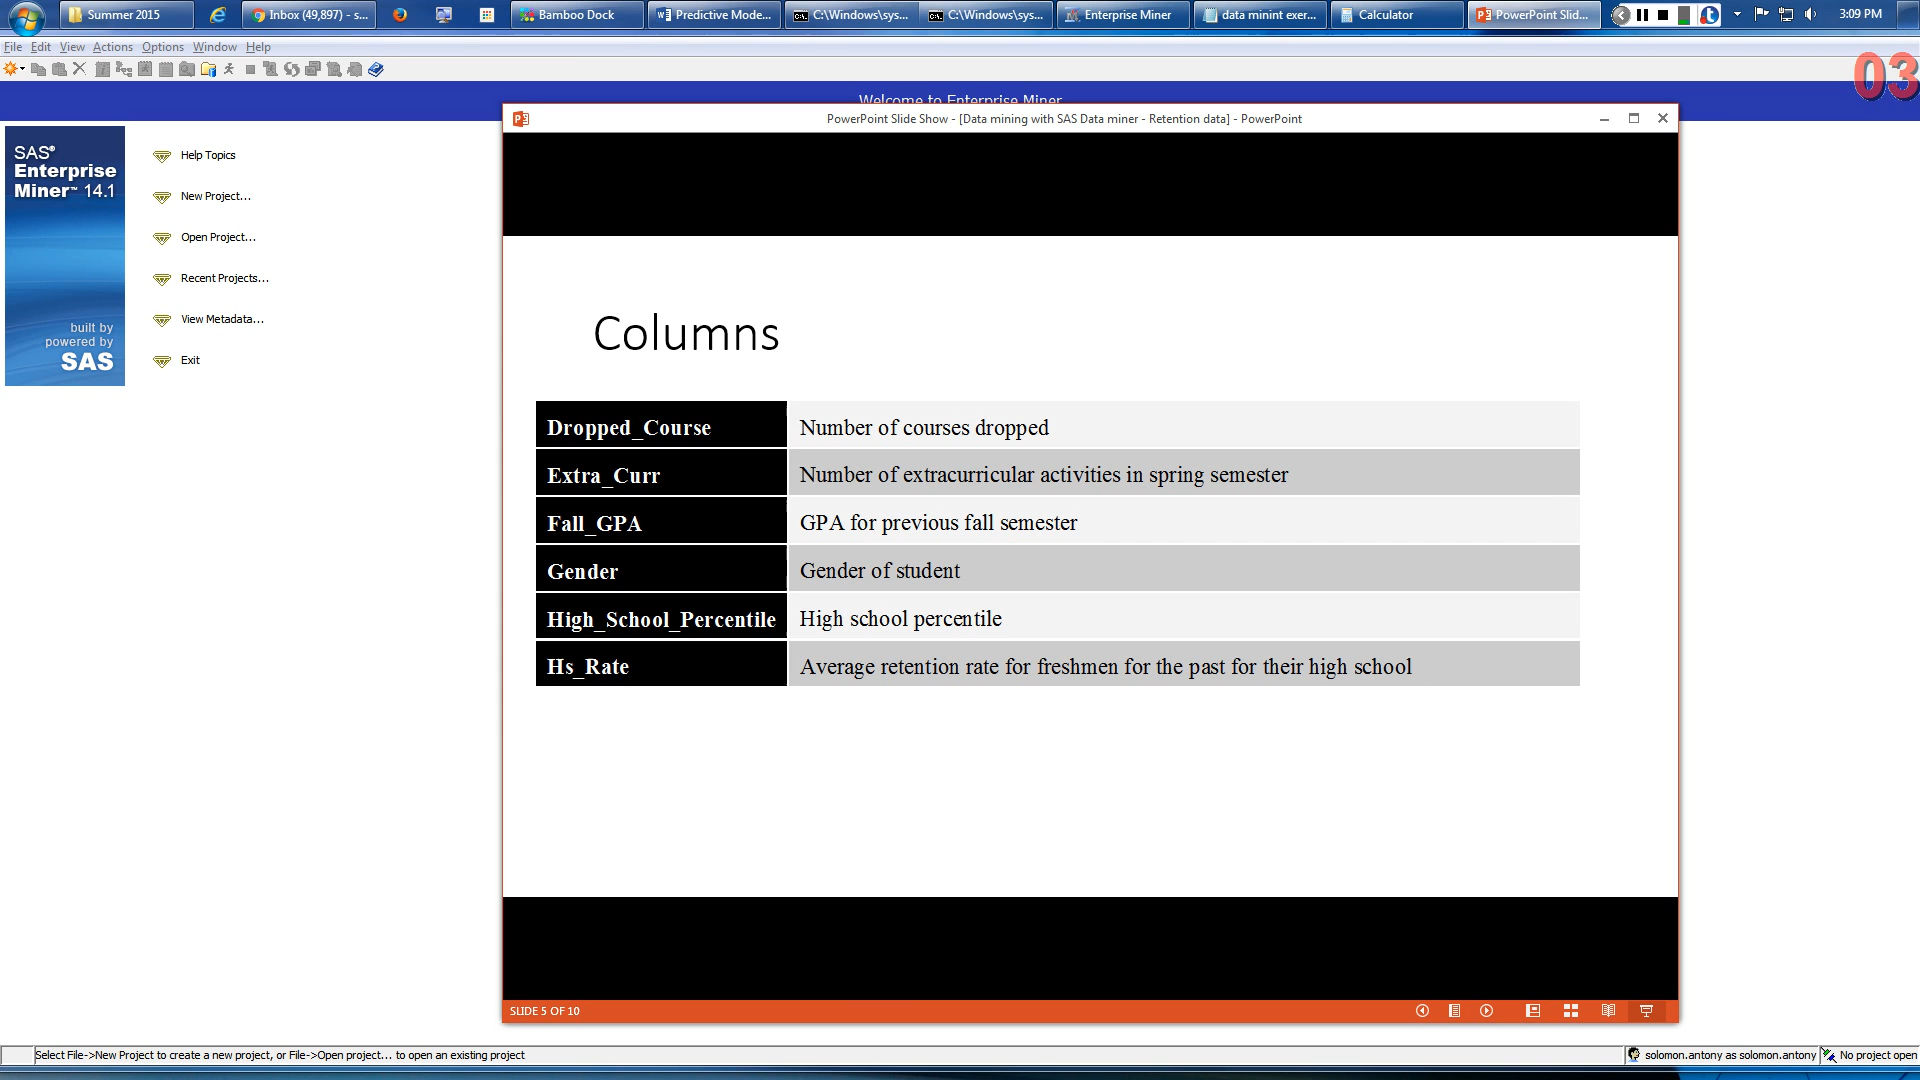 Summer 2015
Inbox (49,897) - s...
Bamboo Dock
Predictive Mode...
C:\Windows\sys...
C:\Windows\sys...
Enterprise Miner
data minint exer...
Calculator
PowerPoint Slid...
3:09 PM
File Edit View Actions Options Window Help
03
Welcome to Enterprise Miner
SAS®
Enterprise
Miner™ 14.1
built by
powered by
SAS
Help Topics
New Project...
Open Project...
Recent Projects...
View Metadata...
Exit
PowerPoint Slide Show - [Data mining with SAS Data miner - Retention data] - PowerPoint
Columns
Dropped_Course Number of courses dropped
Extra_Curr Number of extracurricular activities in spring semester
Fall_GPA GPA for previous fall semester
Gender Gender of student
High_School_Percentile High school percentile
Hs_Rate Average retention rate for freshmen for the past for their high school
SLIDE 5 OF 10
Select File->New Project to create a new project, or File->Open project... to open an existing project
solomon.antony as solomon.antony
No project open